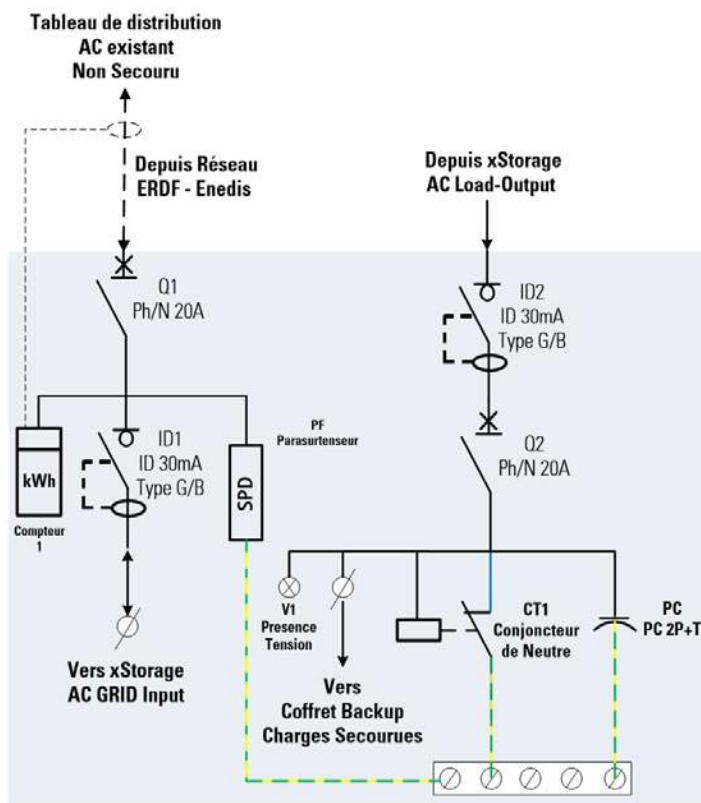 Tableau de distribution
AC existant
Non Secouru
Depuis Réseau
ERDF - Enedis
Depuis xStorage
AC Load-Output
Q1
Ph/N 20A
ID2
ID 30mA
Type G/B
PF
Parasurtenseur
ID1
ID 30mA
Type G/B
Q2
Ph/N 20A
kWh
SPD
Compteur
1
V1
Presence
Tension
CT1
Conjoncteur
de Neutre
PC
PC 2P+T
Vers xStorage
AC GRID Input
Vers
Coffret Backup
Charges Secourues